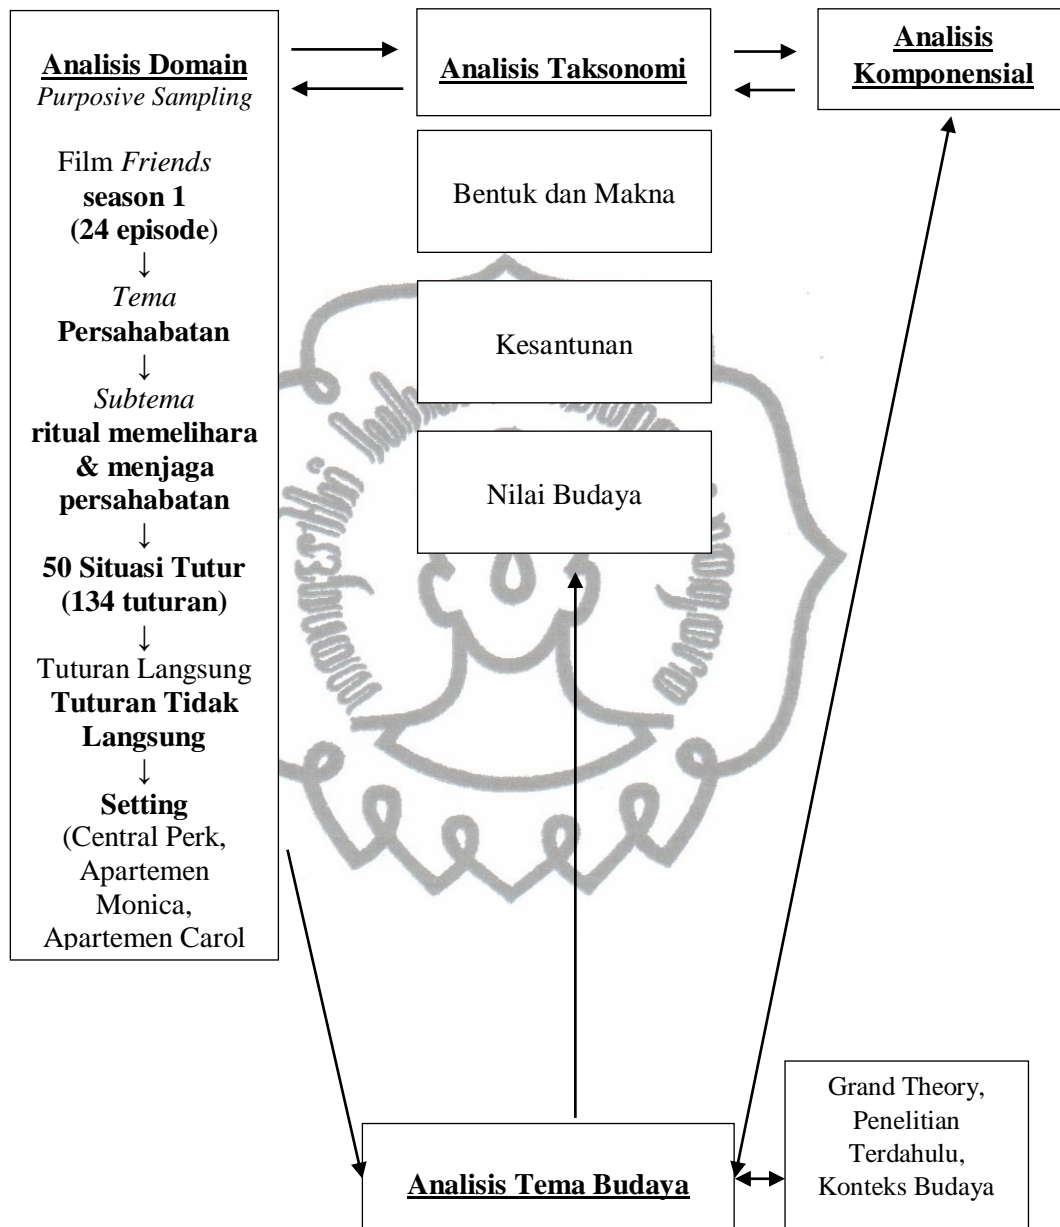 Analisis Domain
Purposive Sampling
Film Friends
season 1
(24 episode)
↓
Tema
Persahabatan
↓
Subtema
ritual memelihara
& menjaga
persahabatan
↓
50 Situasi Tutur
(134 tuturan)
↓
Tuturan Langsung
Tuturan Tidak
Langsung
↓
Setting
(Central Perk,
Apartemen
Monica,
Apartemen Carol
Analisis Taksonomi
Bentuk dan Makna
Kesantunan
Nilai Budaya
Analisis
Komponensial
Analisis Tema Budaya
Grand Theory,
Penelitian
Terdahulu,
Konteks Budaya